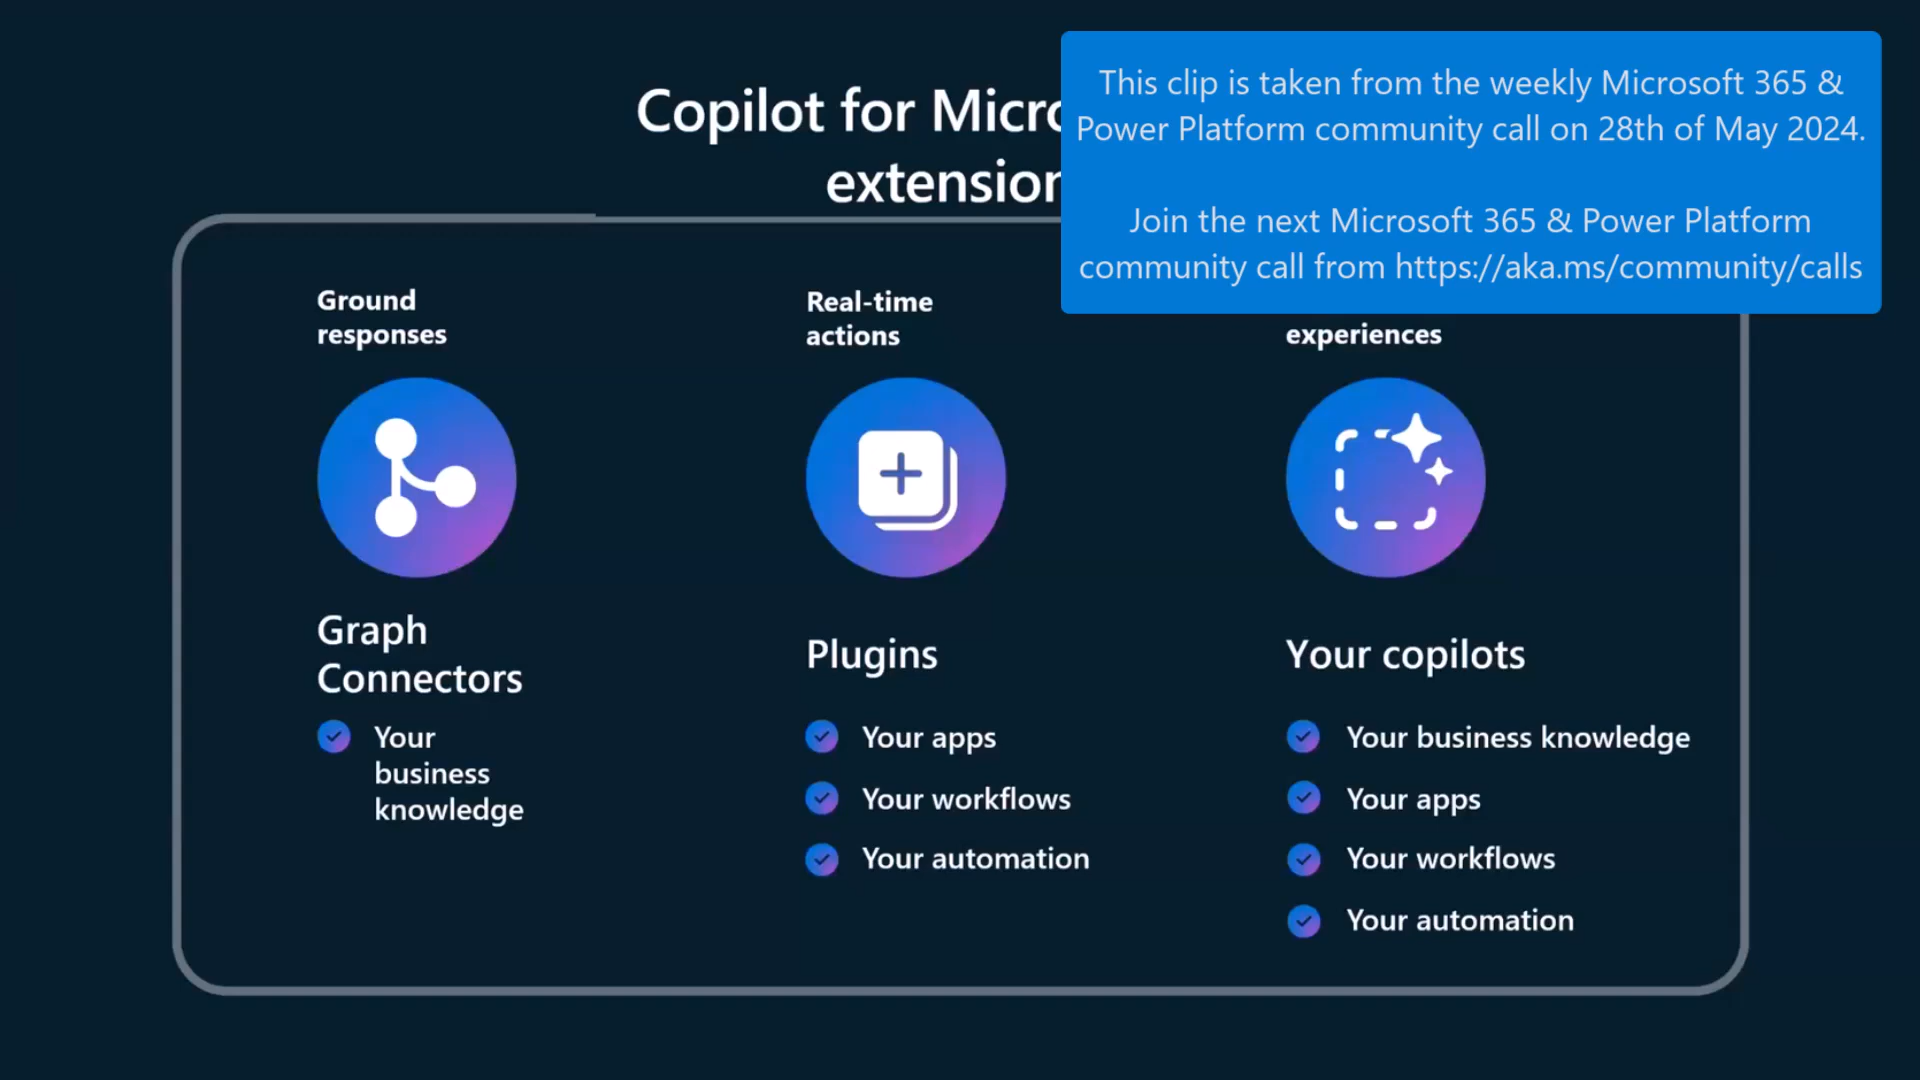 This clip is taken from the weekly Microsoft 365 &
Power Platform community call on 28th of May 2024.
Join the next Microsoft 365 & Power Platform
community call from https://aka.ms/community/calls
Copilot for
extension
Ground
responses
Graph
Connectors
Your
business
knowledge
Real-time
actions
Plugins
Your apps
Your workflows
Your automation
experiences
Your copilots
Your business knowledge
Your apps
Your workflows
Your automation